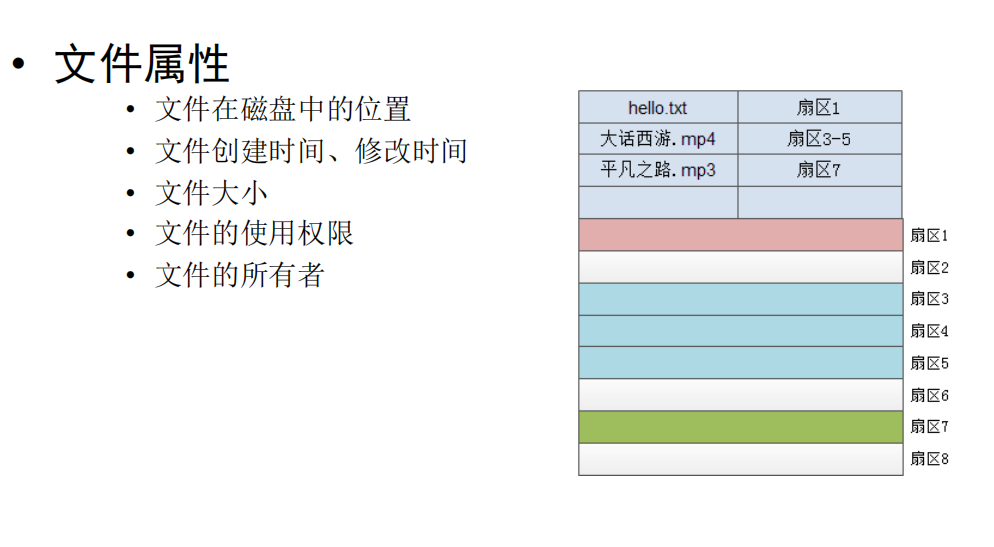 • 文件属性
• 文件在磁盘中的位置
• 文件创建时间、修改时间
• 文件大小
• 文件的使用权限
• 文件的所有者
hello.txt 扇区1
大话西游.mp4 扇区3-5
平凡之路.mp3 扇区7
扇区1
扇区2
扇区3
扇区4
扇区5
扇区6
扇区7
扇区8